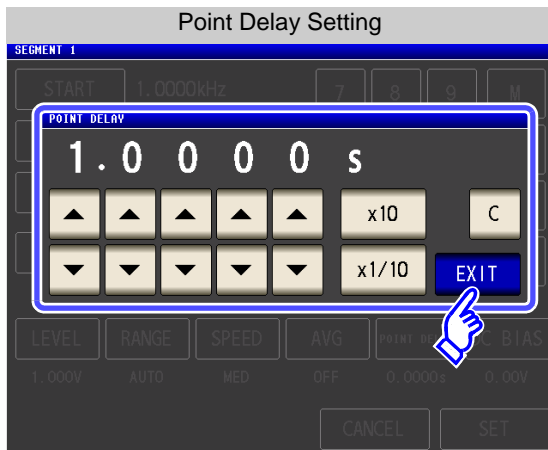 Point Delay Setting
SEGMENT 1
START 1.0000kHz 7 8 9 M
POINT DELAY
1.0000 s
x10 C
x1/10 EXIT
LEVEL RANGE SPEED AVG POINT DE C BIAS
1.000V AUTO MED OFF 0.0000s 0.00V
CANCEL SET